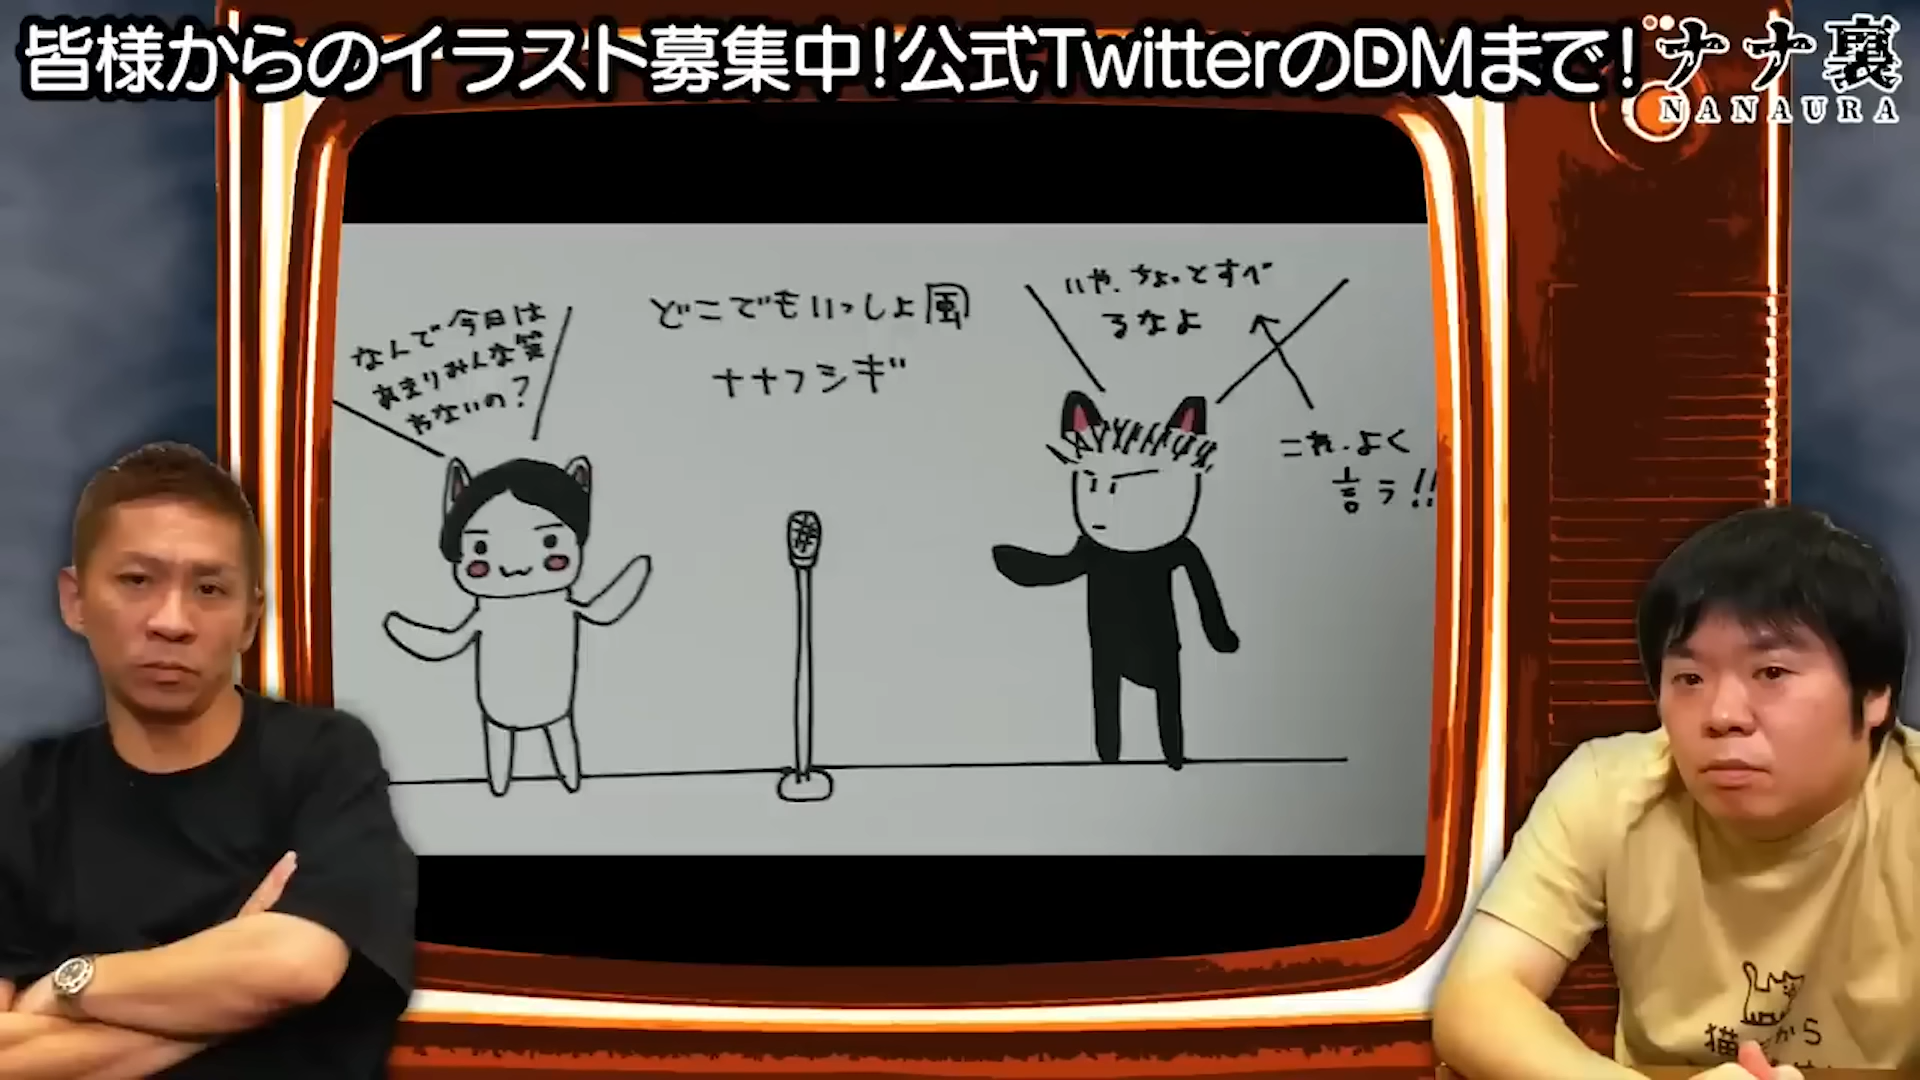 皆様からのイラスト募集中!公式TwitterのDMまで!
ナナ裏
NANAURA
なんで今日は
あまりみんな笑
わないの?
どこでもいっしょ風
ナナフシギ
いや、ちょっとすべ
るなよ
これ、よく
言う!!
猫だから